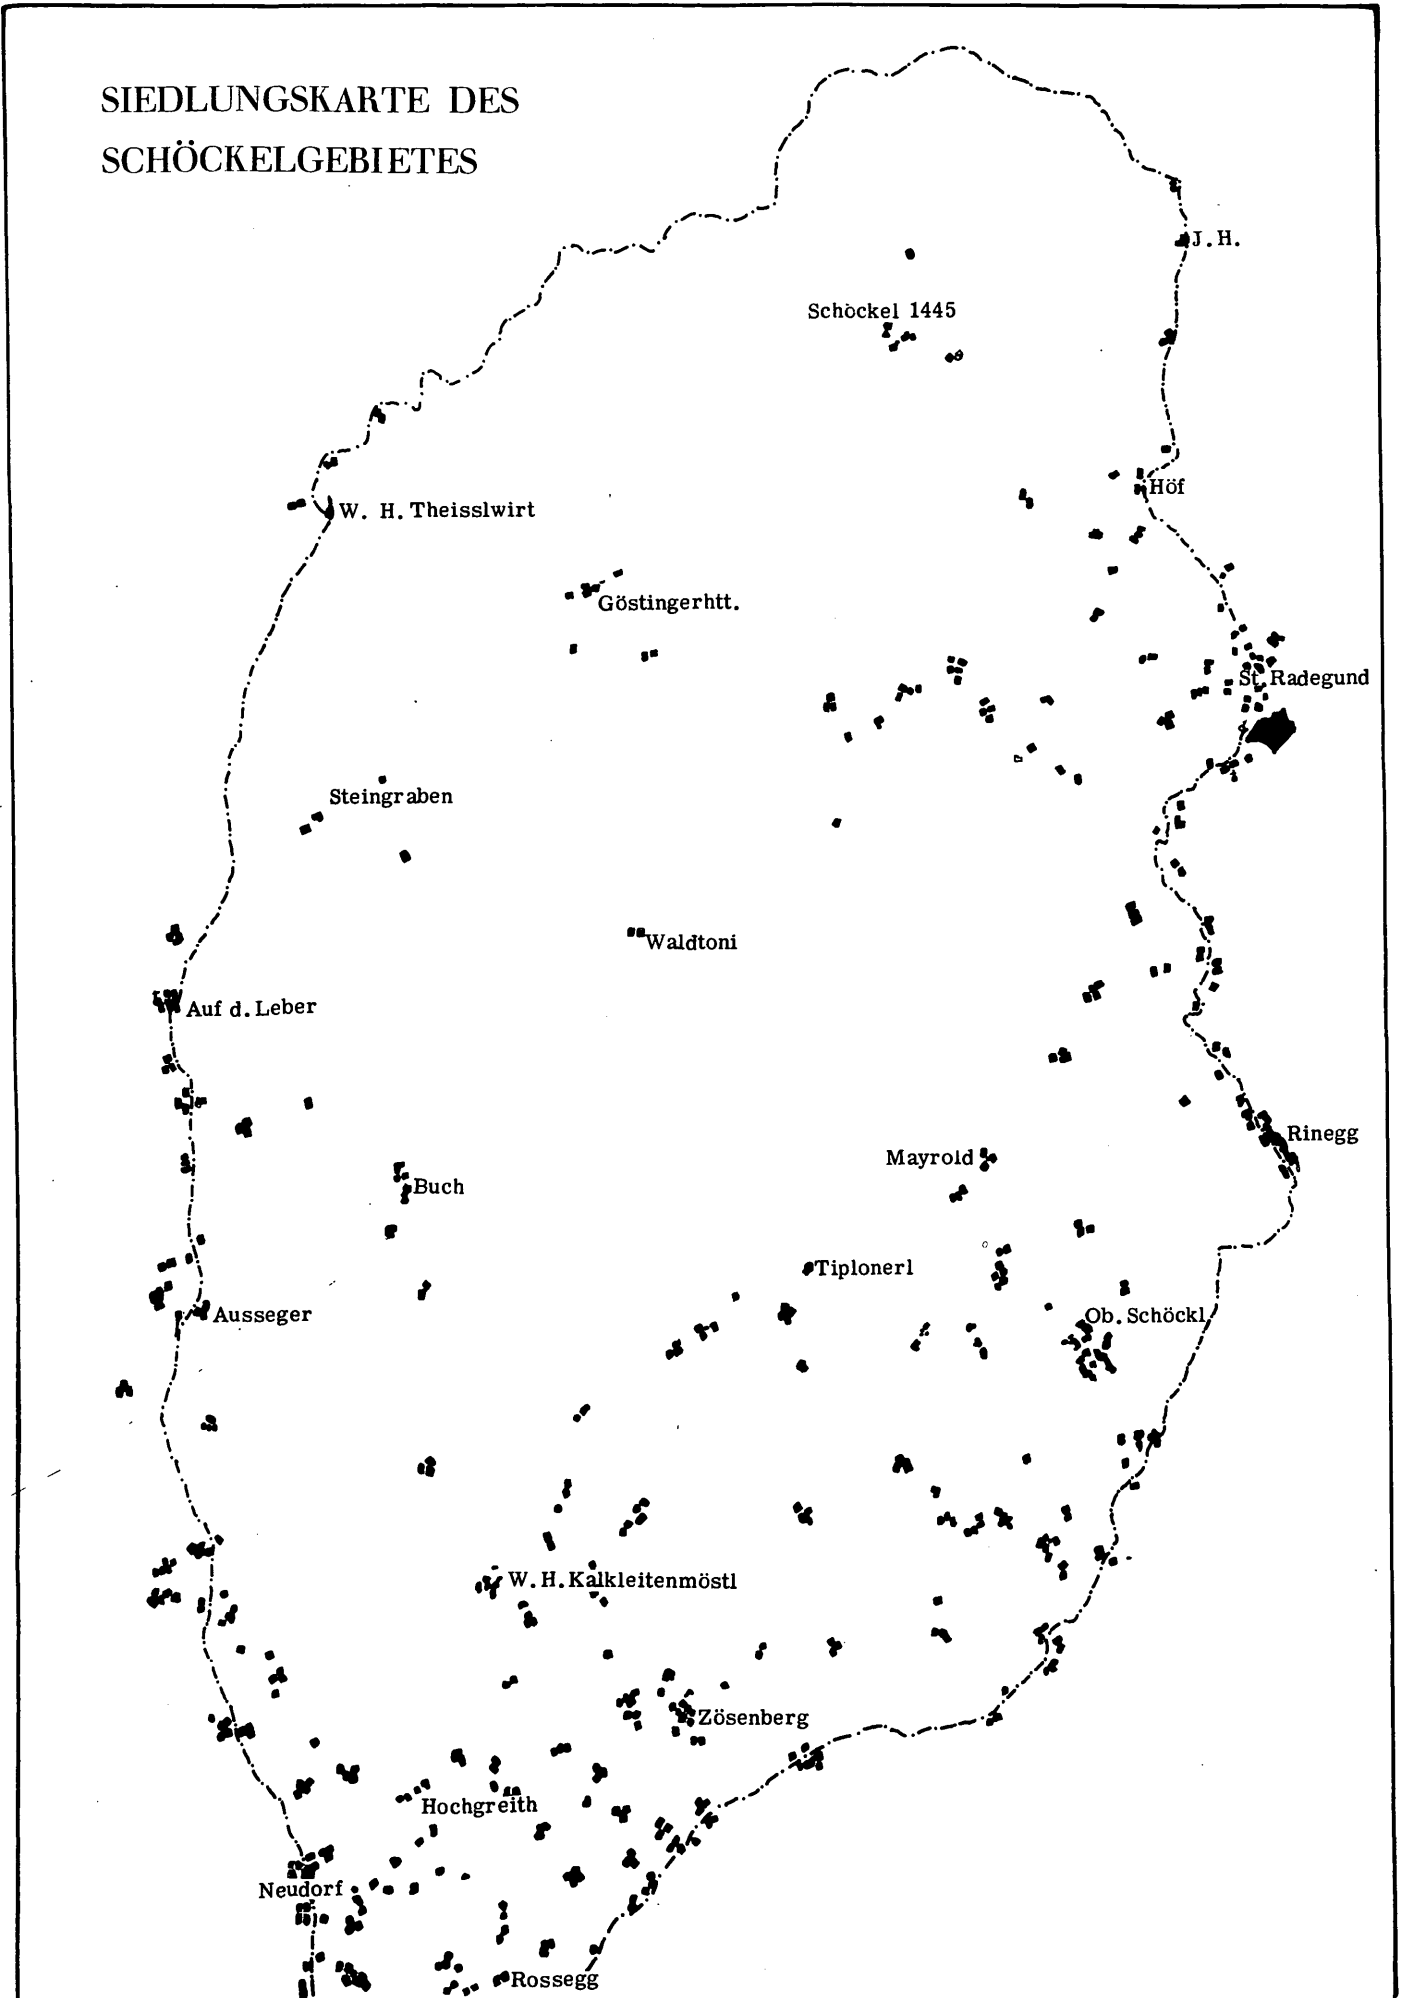 SIEDLUNGSKARTE DES
SCHÖCKELGEBIETES
J.H.
Schöckel 1445
Höf
W. H. Theisslwirt
Göstingerhtt.
St. Radegund
Steingraben
Waldtoni
Auf d. Leber
Rinegg
Mayrold
Buch
Tiplonerl
Ausseger
Ob. Schöckl
W. H. Kalkleitenmöstl
Zösenberg
Hochgreith
Neudorf
Rossegg